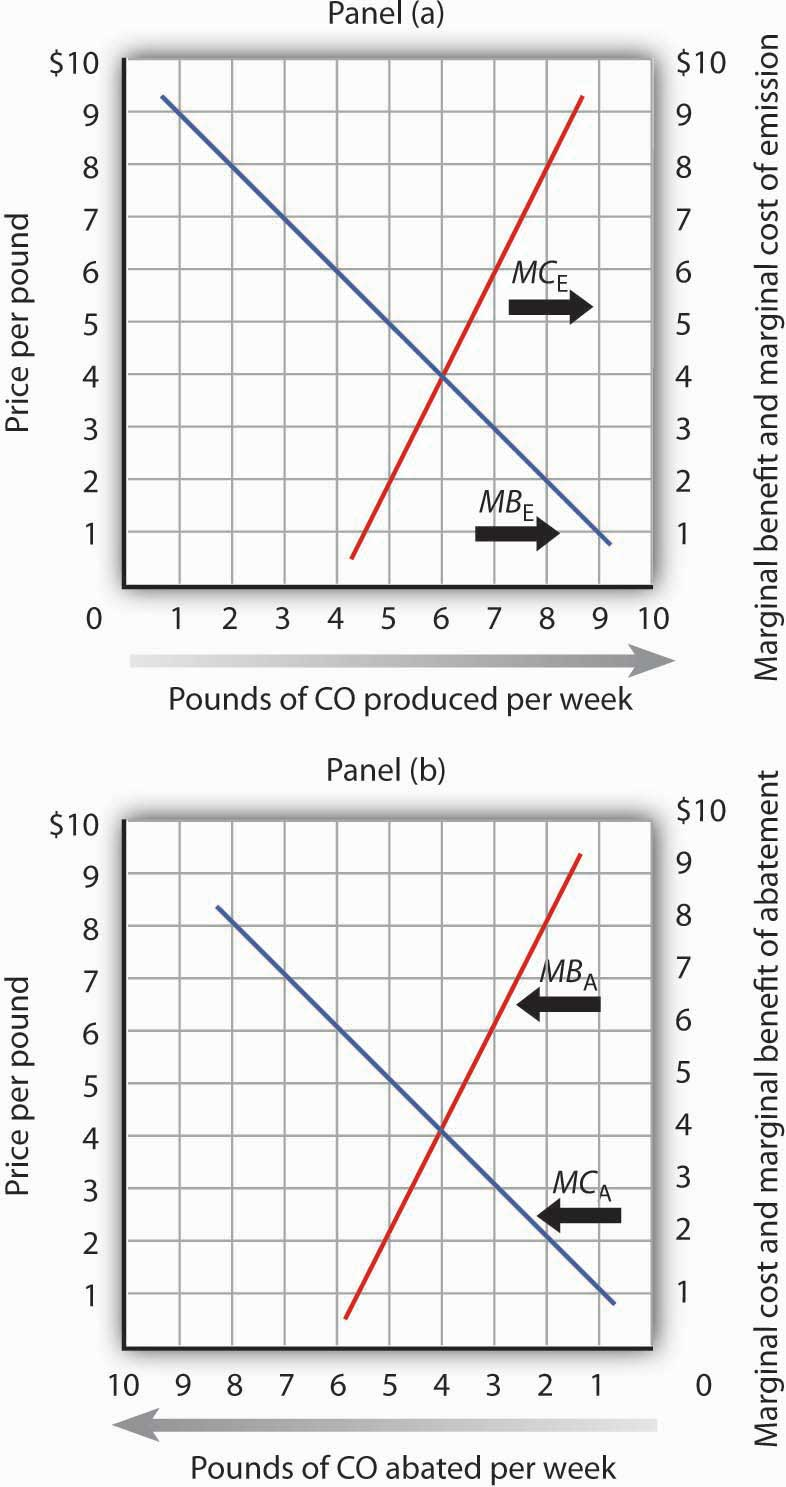 Panel (a)
$10 $10
9 9
8 8
7 7
6 6
5 5
4 4
3 3
2 2
1 1
Price per pound
MCE
MBE
Marginal benefit and marginal cost of emission
0 1 2 3 4 5 6 7 8 9 10
Pounds of CO produced per week
Panel (b)
$10 $10
9 9
8 8
7 7
6 6
5 5
4 4
3 3
2 2
1 1
Price per pound
MBA
MCA
Marginal cost and marginal benefit of abatement
10 9 8 7 6 5 4 3 2 1 0
Pounds of CO abated per week